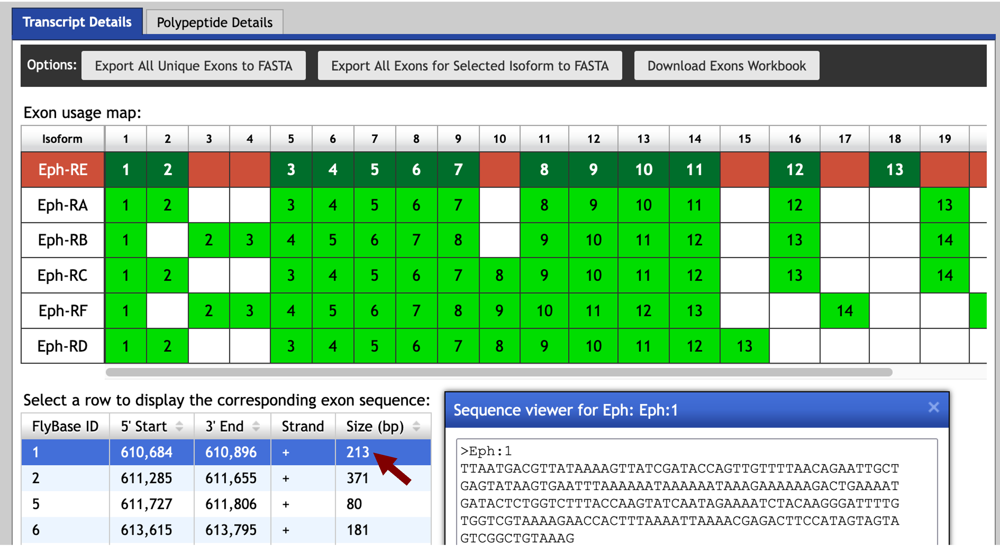 Transcript Details Polypeptide Details
Options: Export All Unique Exons to FASTA Export All Exons for Selected Isoform to FASTA Download Exons Workbook
Exon usage map:
Isoform 1 2 3 4 5 6 7 8 9 10 11 12 13 14 15 16 17 18 19
Eph-RE 1 2 3 4 5 6 7 8 9 10 11 12 13
Eph-RA 1 2 3 4 5 6 7 8 9 10 11 12 13
Eph-RB 1 2 3 4 5 6 7 8 9 10 11 12 13 14
Eph-RC 1 2 3 4 5 6 7 8 9 10 11 12 13 14
Eph-RF 1 2 3 4 5 6 7 8 9 10 11 12 13 14
Eph-RD 1 2 3 4 5 6 7 8 9 10 11 12 13
Select a row to display the corresponding exon sequence:
FlyBase ID 5' Start 3' End Strand Size (bp)
1 610,684 610,896 + 213
2 611,285 611,655 + 371
5 611,727 611,806 + 80
6 613,615 613,795 + 181
Sequence viewer for Eph: Eph:1 ×
>Eph:1
TTAATGACGTTATAAAAGTTATCGATACCAGTTGTTTTAACAGAATTGCT
GAGTATAAGTGAATTTAAAAAATAAAAAATAAAGAAAAAAGACTGAAAAT
GATACTCTGGTCTTTACCAAGTATCAATAGAAAATCTACAAGGGATTTTG
TGGTCGTAAAAGAACCACTTTAAAATTAAAACGAGACTTCCATAGTAGTA
GTCGGCTGTAAAG